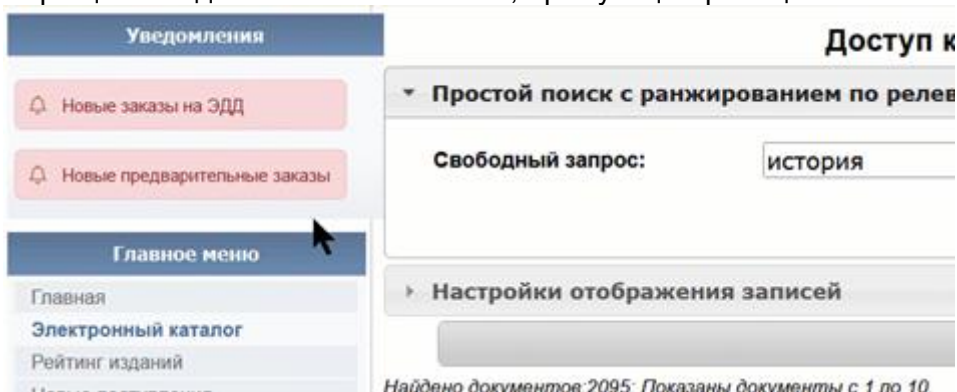 Уведомления
Новые заказы на ЭДД
Новые предварительные заказы
Главное меню
Главная
Электронный каталог
Рейтинг изданий
Доступ к
Простой поиск с ранжированием по релев
Свободный запрос: история
Настройки отображения записей
Найдено документов:2095; Показаны документы с 1 по 10